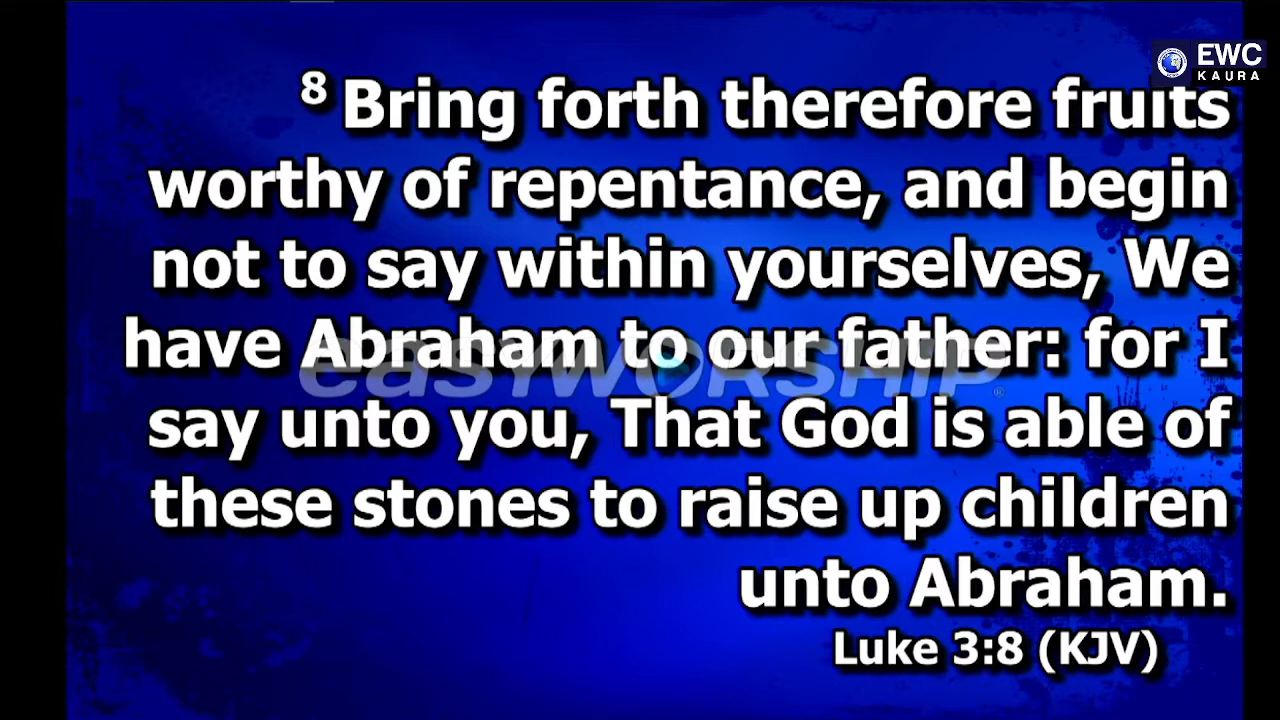 EWC
KAURA
8 Bring forth therefore fruits
worthy of repentance, and begin
not to say within yourselves, We
have Abraham to our father: for I
easyworship®
say unto you, That God is able of
these stones to raise up children
unto Abraham.
Luke 3:8 (KJV)